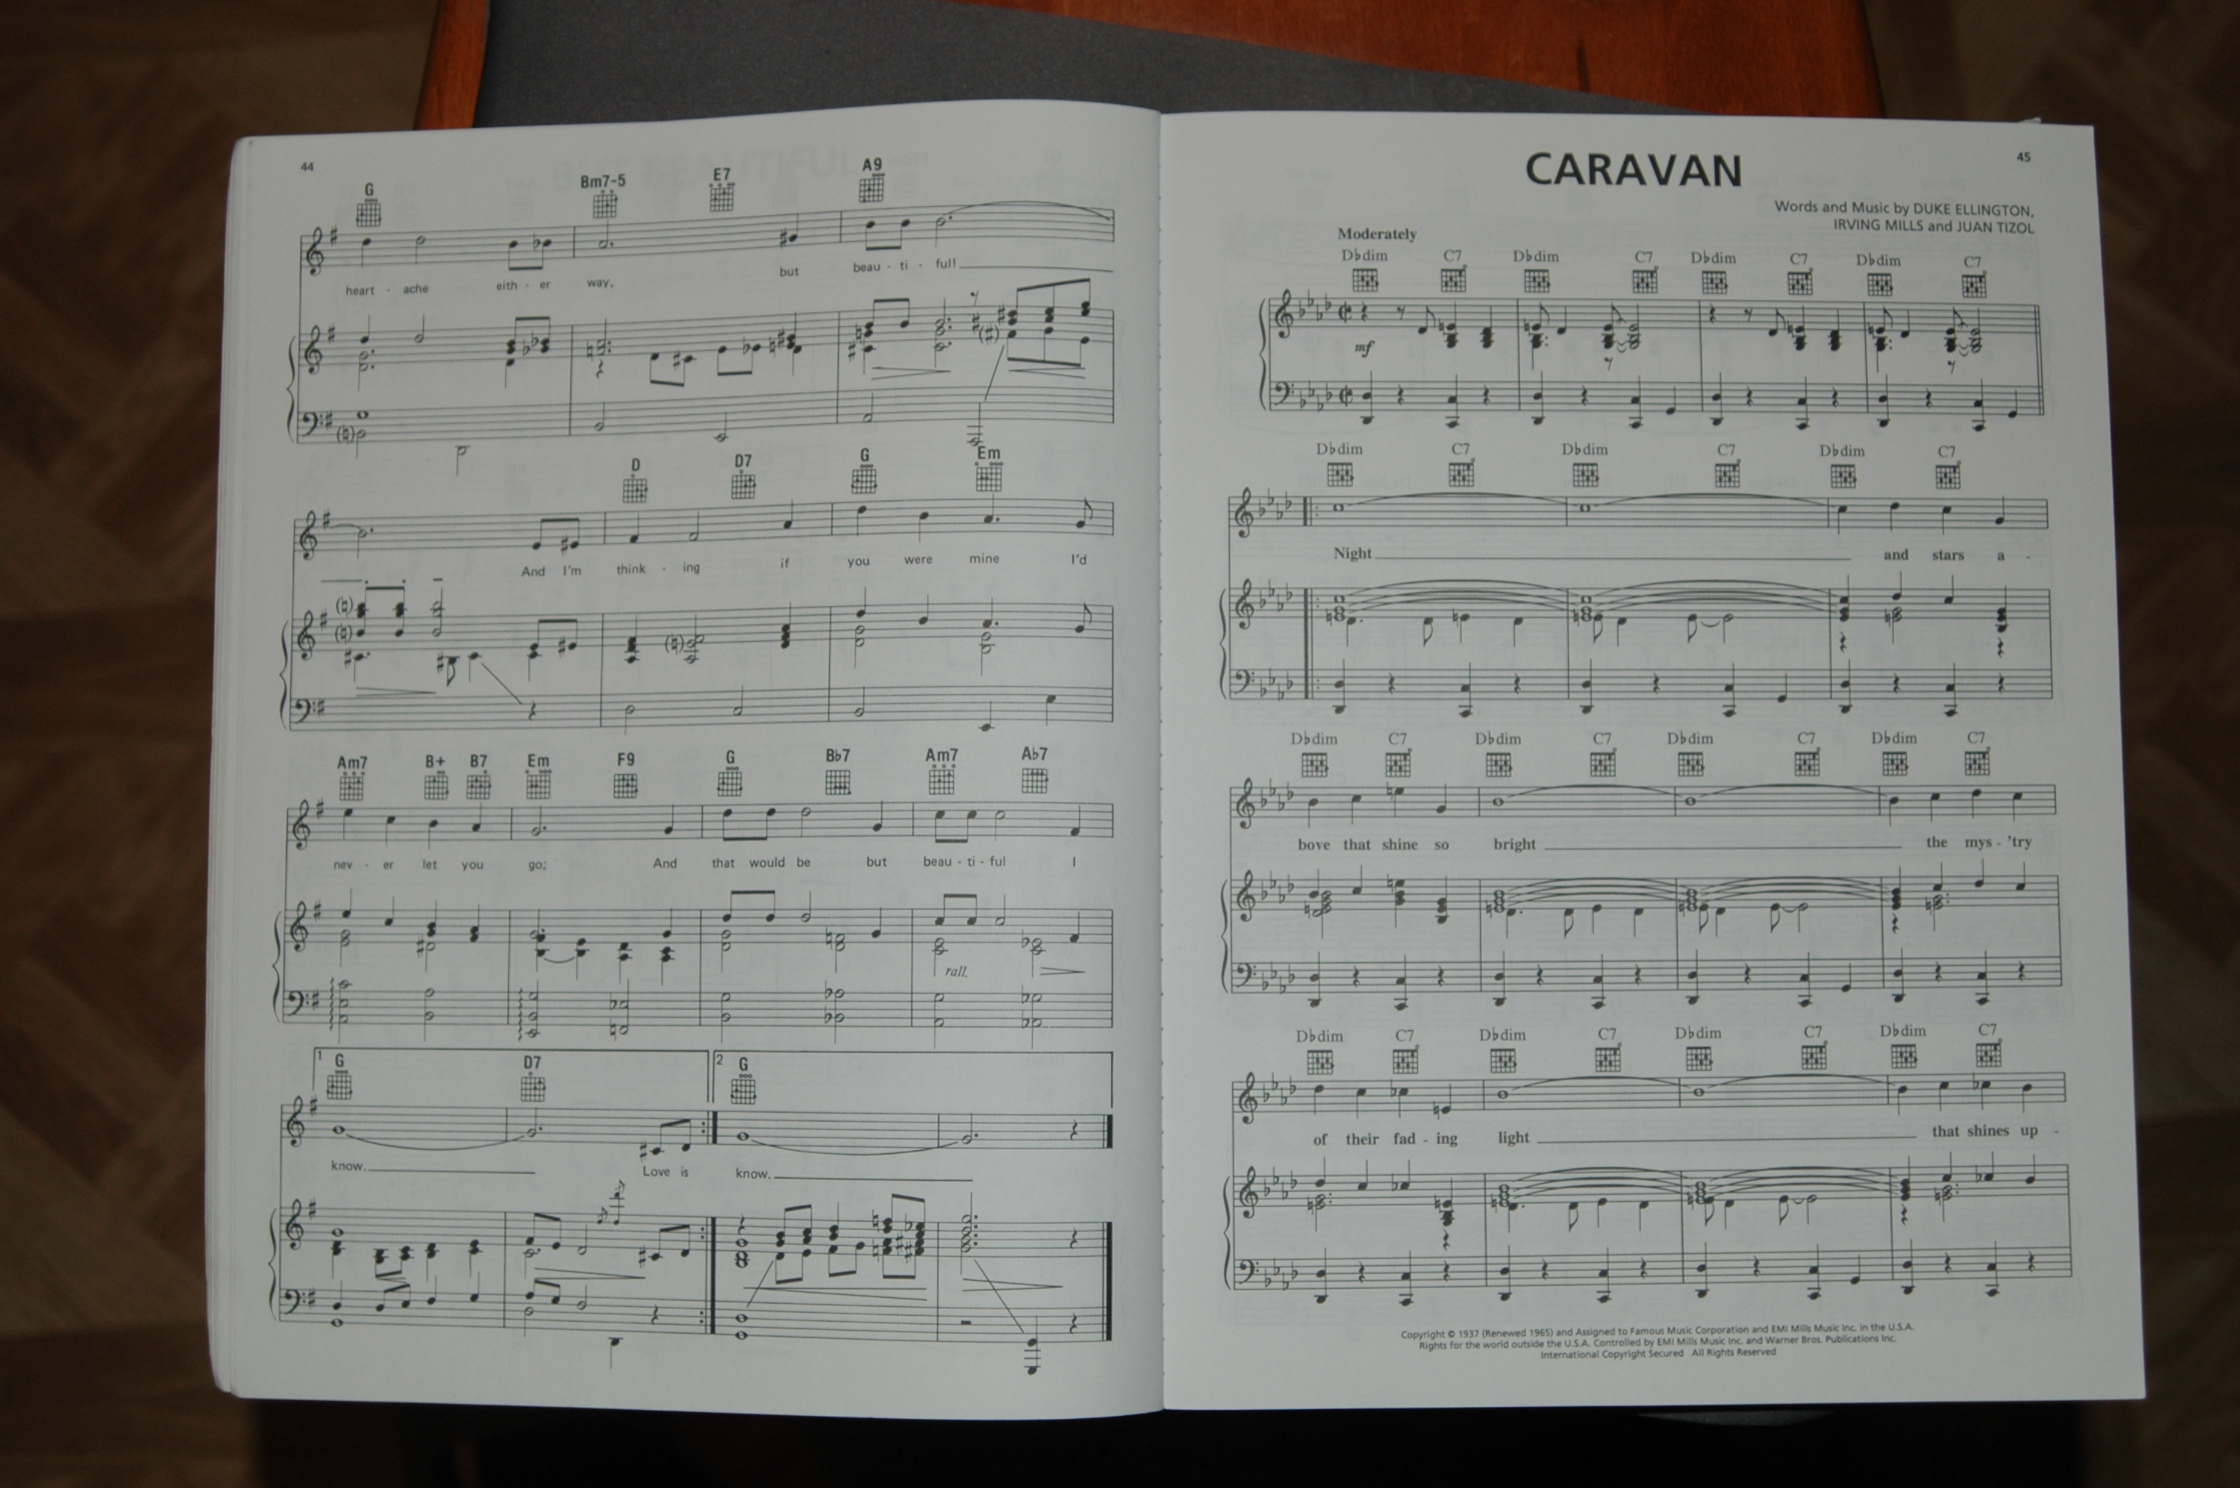 44
G Bm7-5 E7 A9
heart - ache eith - er way, but beau - ti - ful!
D D7 G Em
And I'm think - ing if you were mine I'd
Am7 B+ B7 Em F9 G B♭7 Am7 A♭7
nev - er let you go; And that would be but beau - ti - ful I
rall.
1 G D7 2 G
know. Love is know.
45
CARAVAN
Words and Music by DUKE ELLINGTON,
IRVING MILLS and JUAN TIZOL
Moderately
D♭dim C7 D♭dim C7 D♭dim C7 D♭dim C7
mf
D♭dim C7 D♭dim C7 D♭dim C7
Night and stars a -
D♭dim C7 D♭dim C7 D♭dim C7 D♭dim C7
bove that shine so bright the mys - 'try
D♭dim C7 D♭dim C7 D♭dim C7 D♭dim C7
of their fad - ing light that shines up -
Copyright © 1937 (Renewed 1965) and Assigned to Famous Music Corporation and EMI Mills Music Inc. in the U.S.A.
Rights for the world outside the U.S.A. Controlled by EMI Mills Music Inc. and Warner Bros. Publications Inc.
International Copyright Secured All Rights Reserved